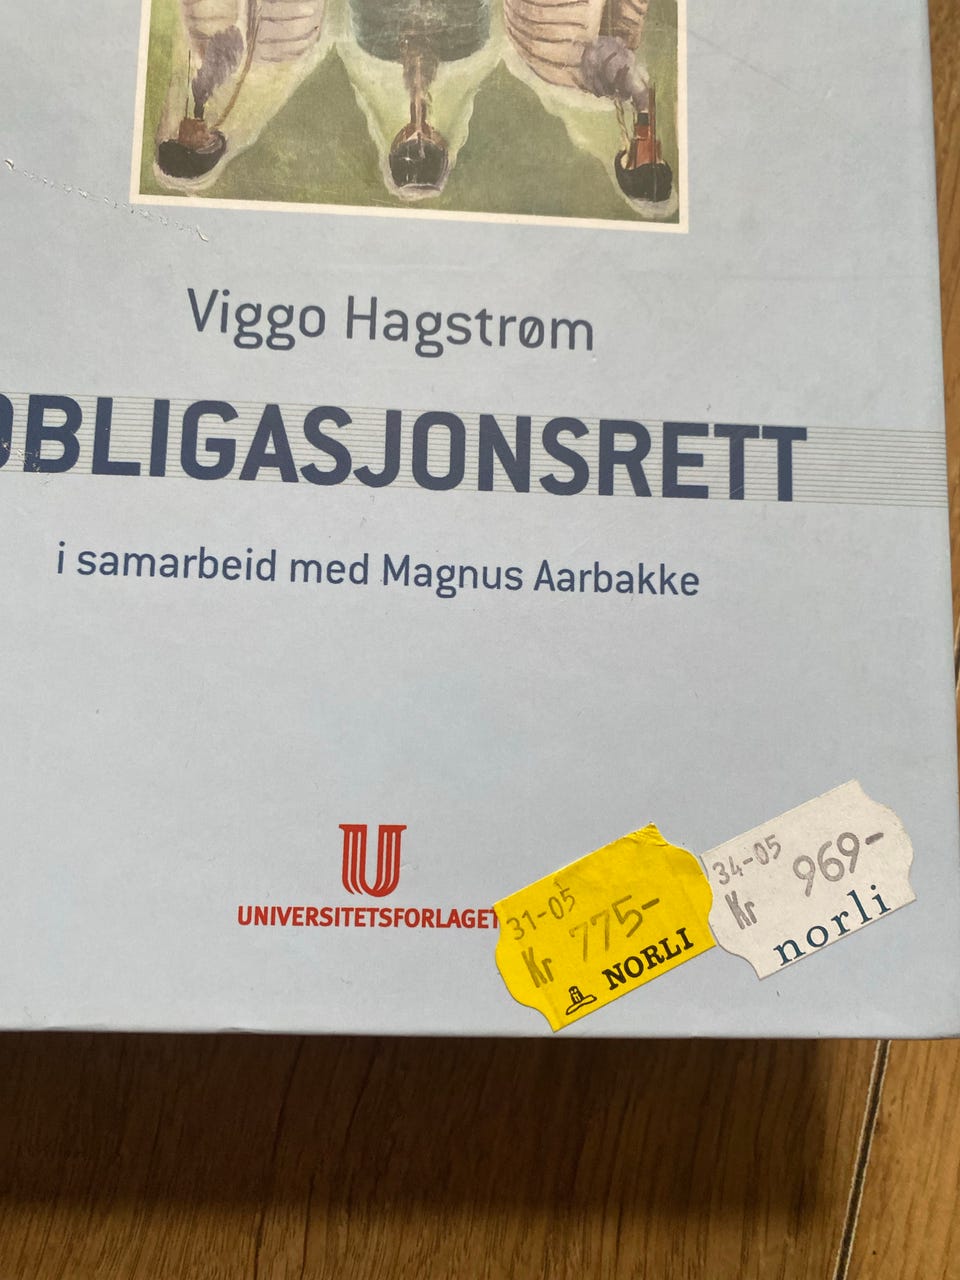 Viggo Hagstrøm
OBLIGASJONSRETT
i samarbeid med Magnus Aarbakke
U
UNIVERSITETSFORLAGET
31-05
Kr 775-
NORLI
34-05
Kr 969-
norli